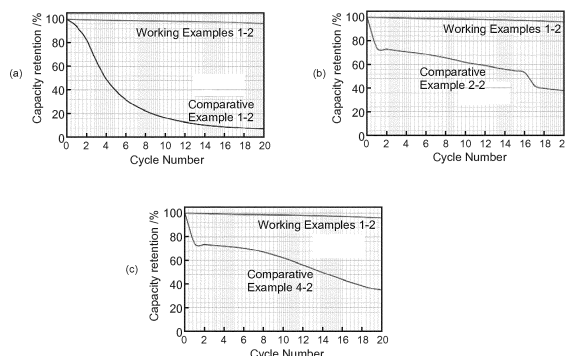 (a)
Capacity retention /%
100
80
60
40
20
0
Working Examples 1-2
Comparative
Example 1-2
0 2 4 6 8 10 12 14 16 18 20
Cycle Number
(b)
Capacity retention /%
100
80
60
40
20
0
Working Examples 1-2
Comparative
Example 2-2
0 2 4 6 8 10 12 14 16 18 2
Cycle Number
(c)
Capacity retention /%
100
80
60
40
20
0
Working Examples 1-2
Comparative
Example 4-2
0 2 4 6 8 10 12 14 16 18 20
Cycle Number